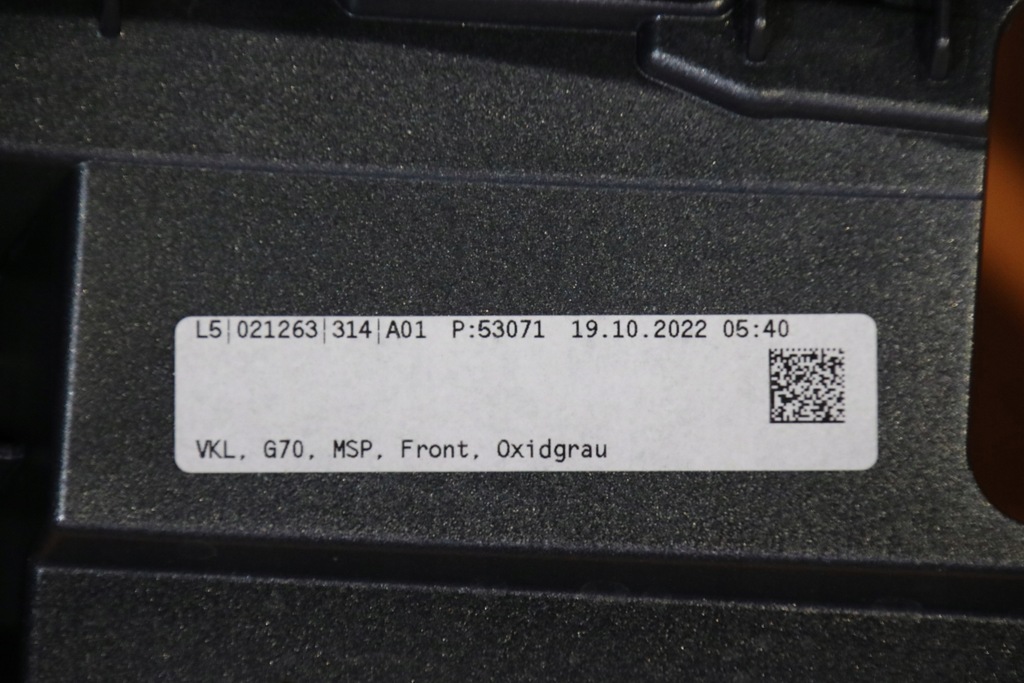 L5|021263|314|A01 P:53071 19.10.2022 05:40
VKL, G70, MSP, Front, Oxidgrau